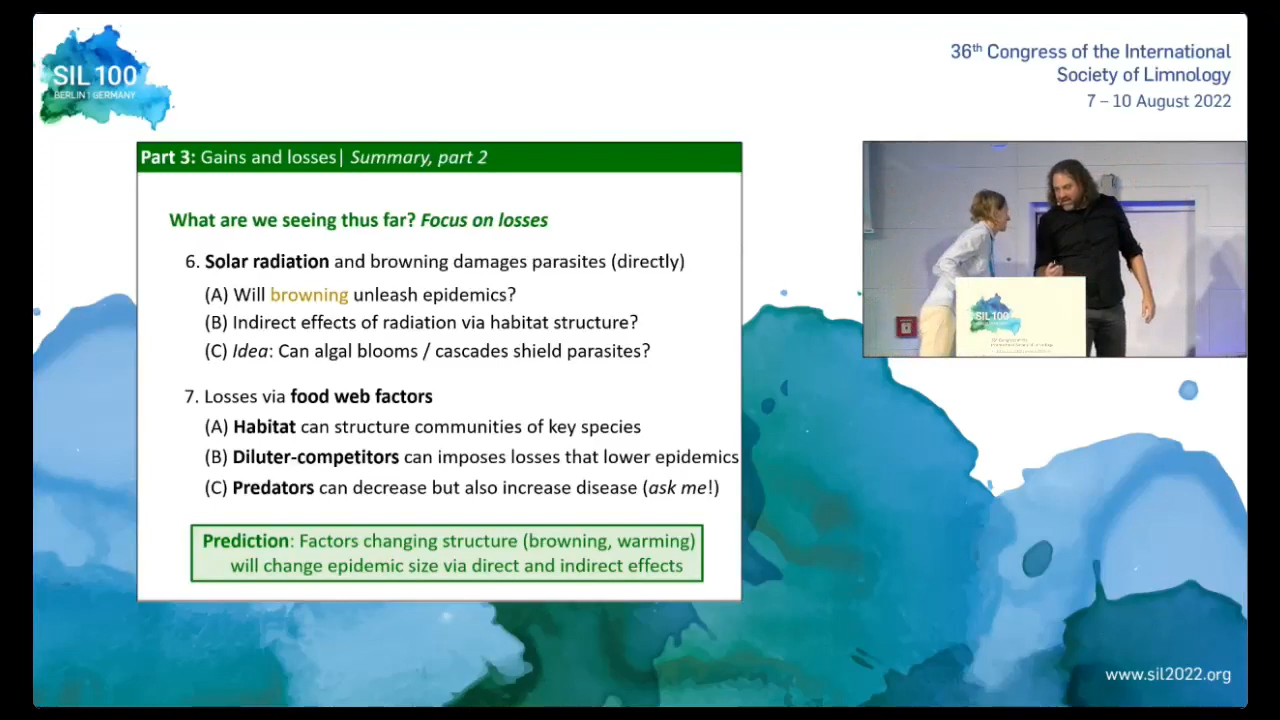 SIL 100
BERLIN | GERMANY
36th Congress of the International
Society of Limnology
7 – 10 August 2022
Part 3: Gains and losses| Summary, part 2
What are we seeing thus far? Focus on losses
6. Solar radiation and browning damages parasites (directly)
(A) Will browning unleash epidemics?
(B) Indirect effects of radiation via habitat structure?
(C) Idea: Can algal blooms / cascades shield parasites?
7. Losses via food web factors
(A) Habitat can structure communities of key species
(B) Diluter-competitors can imposes losses that lower epidemics
(C) Predators can decrease but also increase disease (ask me!)
Prediction: Factors changing structure (browning, warming)
will change epidemic size via direct and indirect effects
SIL 100
www.sil2022.org